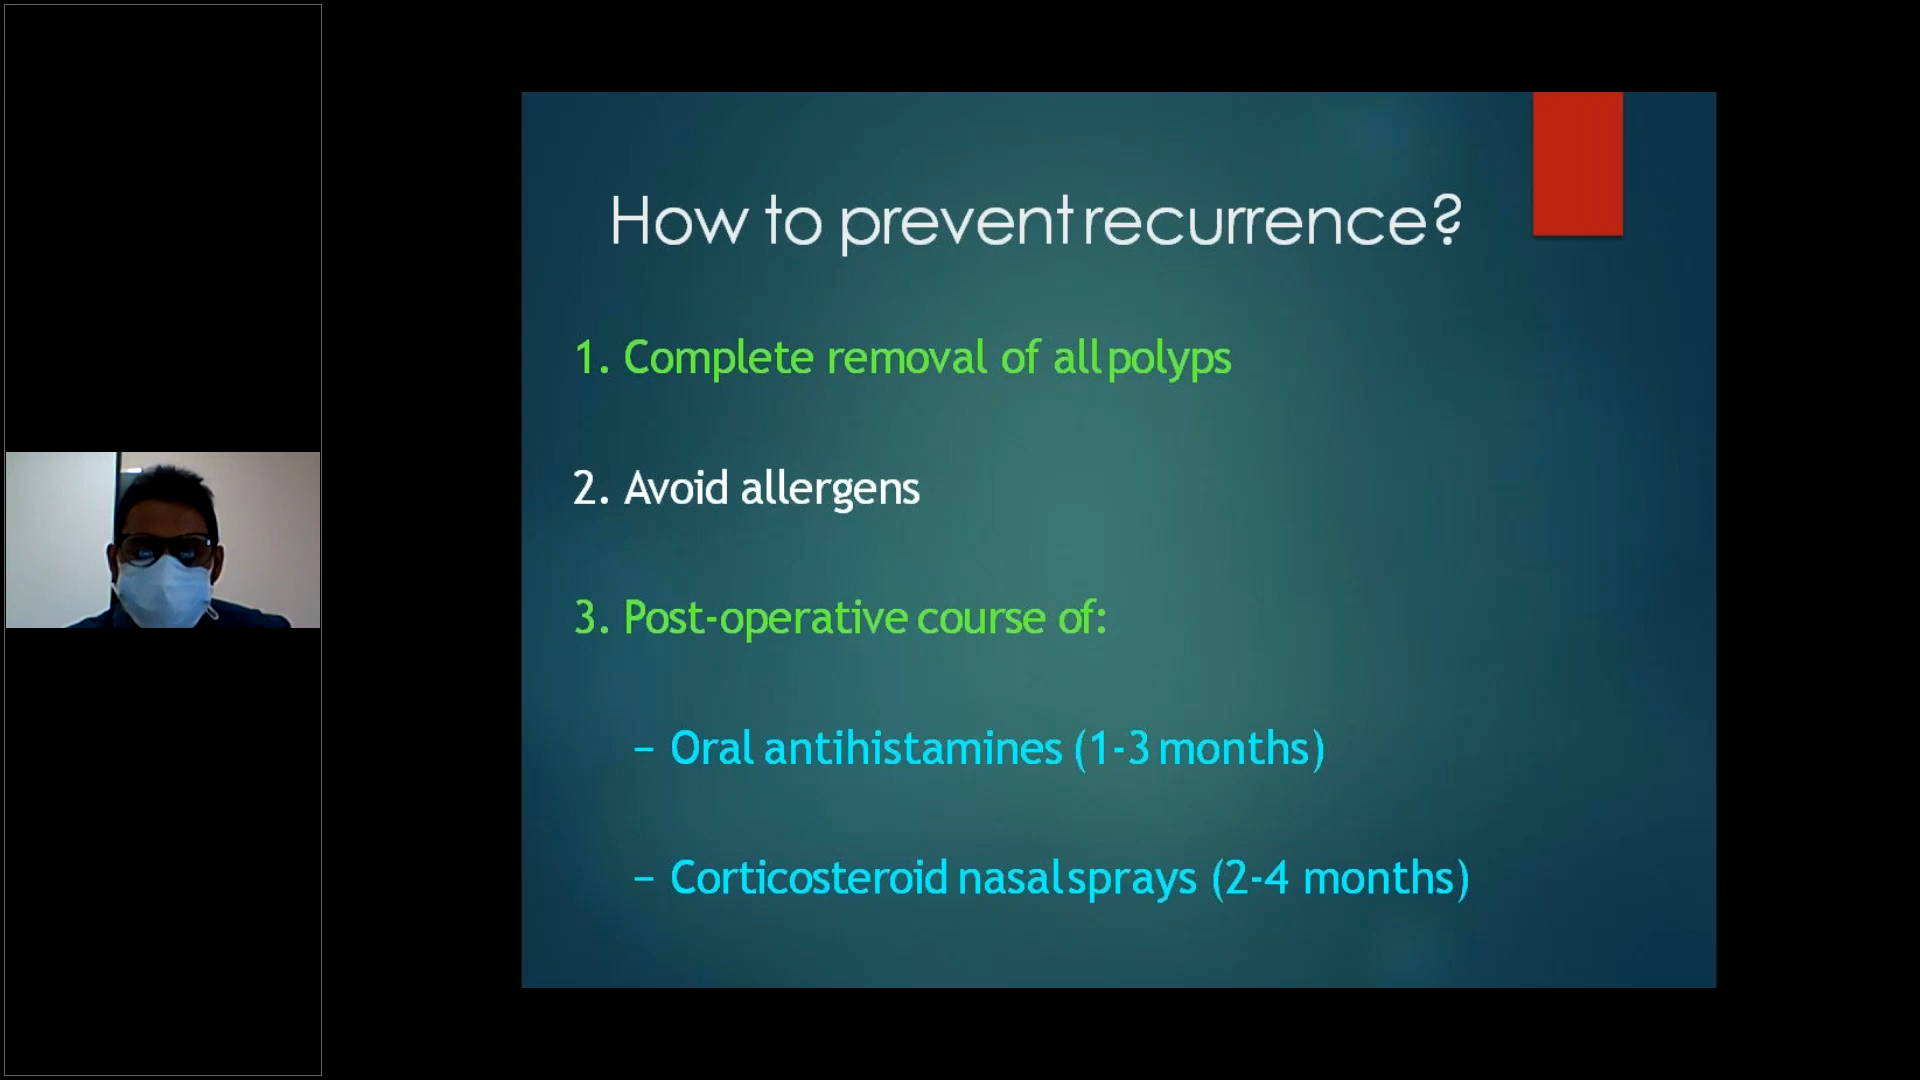 How to prevent recurrence?
1. Complete removal of all polyps
2. Avoid allergens
3. Post-operative course of:
– Oral antihistamines (1-3 months)
– Corticosteroid nasal sprays (2-4 months)